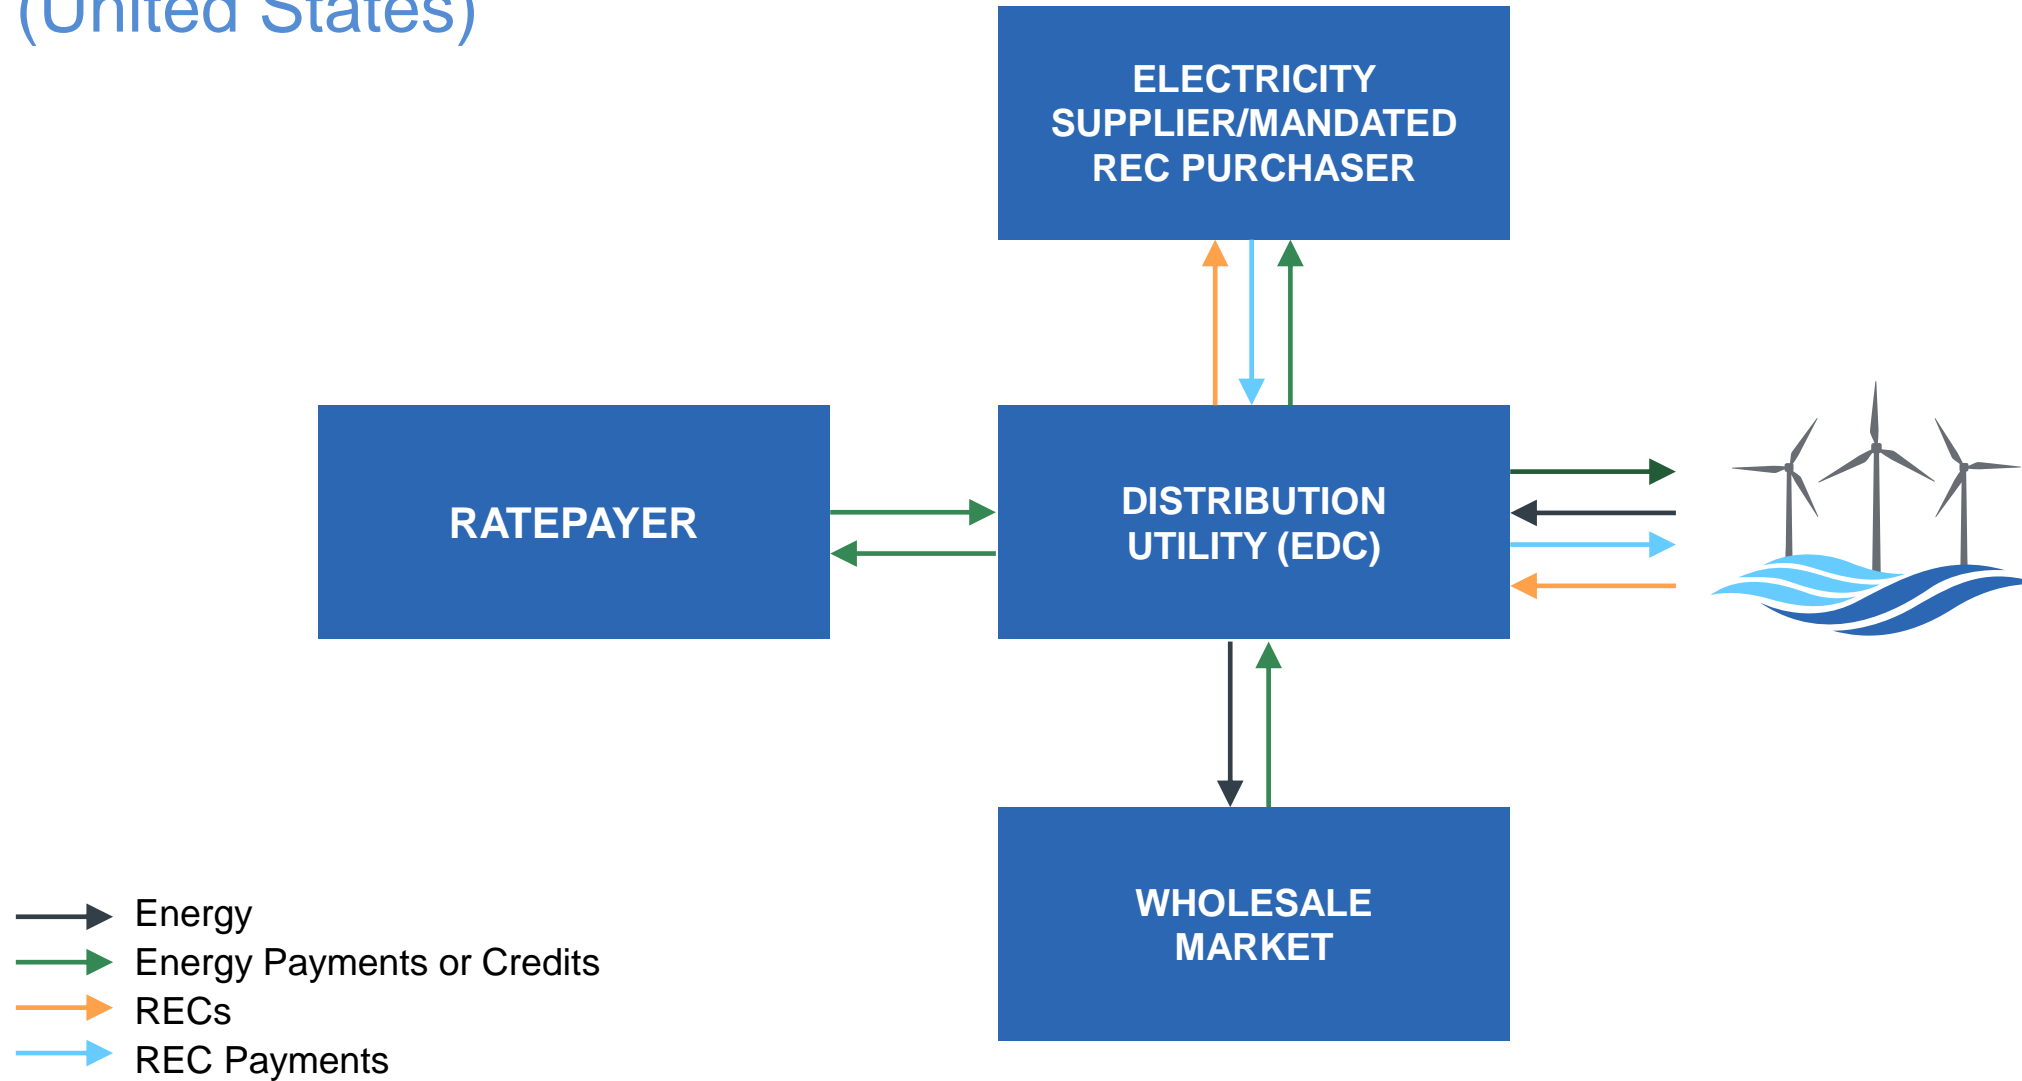 (United States)
ELECTRICITY
SUPPLIER/MANDATED
REC PURCHASER
RATEPAYER
DISTRIBUTION
UTILITY (EDC)
WHOLESALE
MARKET
Energy
Energy Payments or Credits
RECs
REC Payments